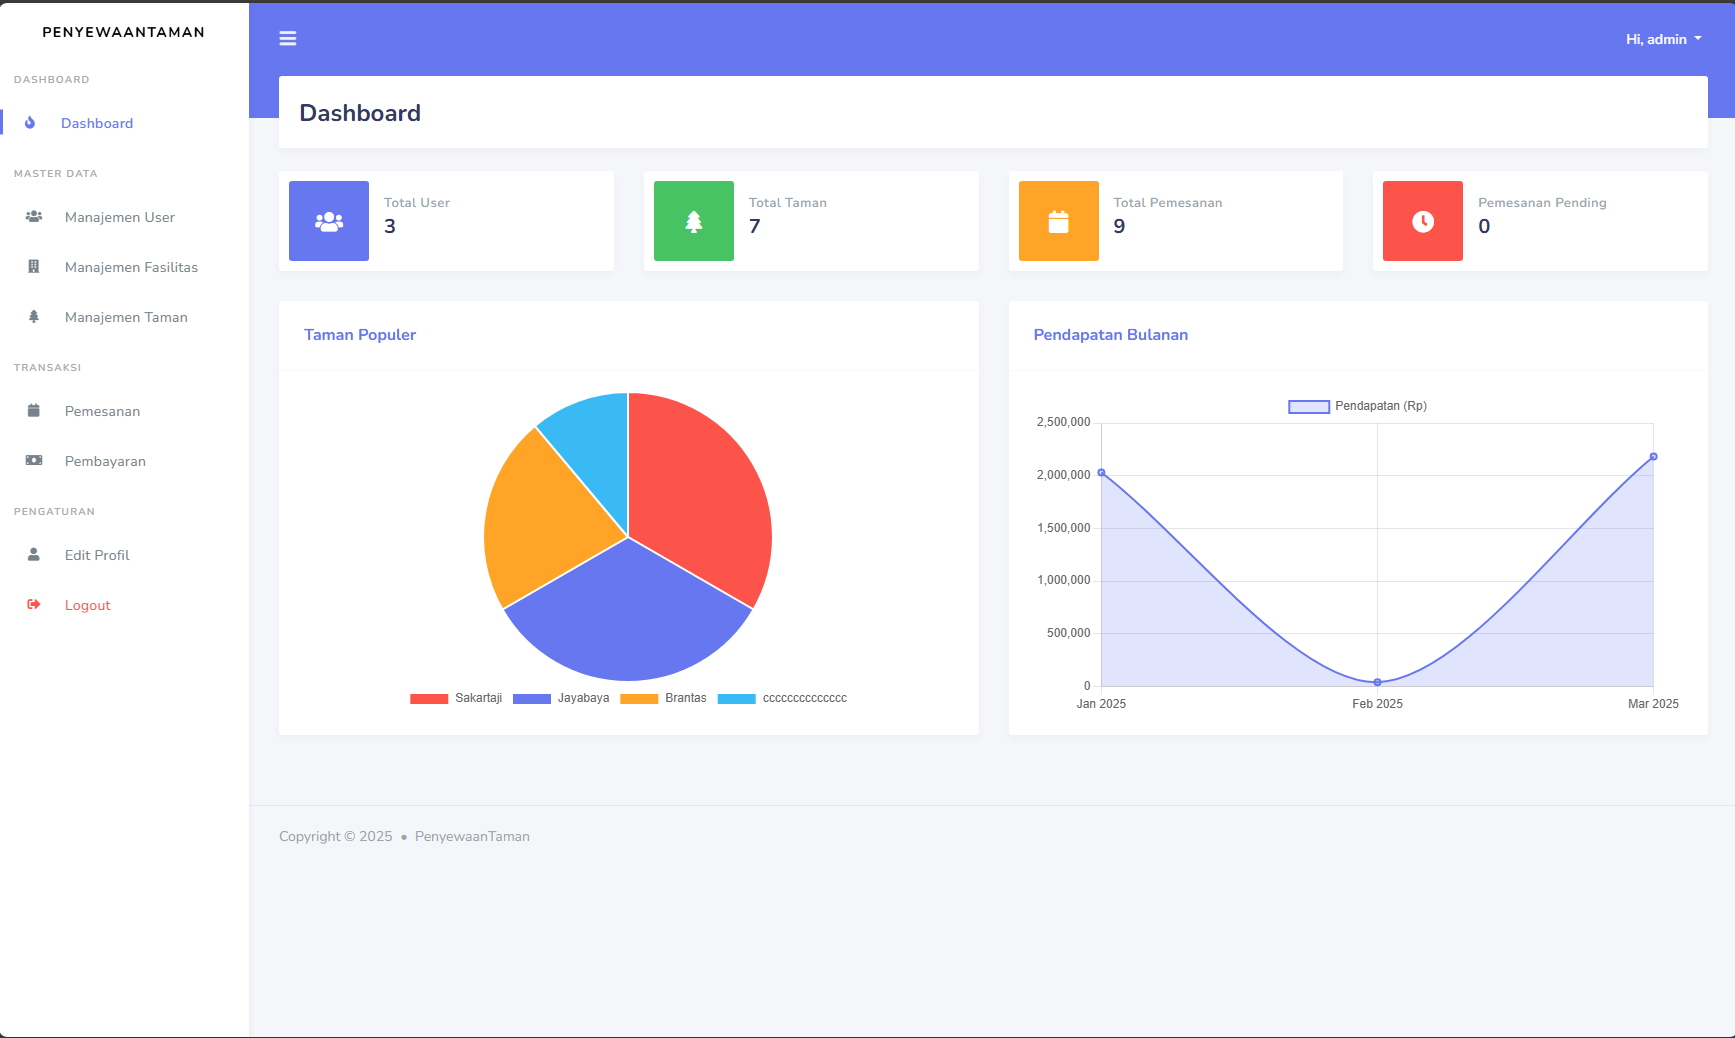 PENYEWAANTAMAN
DASHBOARD
Dashboard
MASTER DATA
Manajemen User
Manajemen Fasilitas
Manajemen Taman
TRANSAKSI
Pemesanan
Pembayaran
PENGATURAN
Edit Profil
Logout
Hi, admin
Dashboard
Total User
3
Total Taman
7
Total Pemesanan
9
Pemesanan Pending
0
Taman Populer
Sakartaji Jayabaya Brantas cccccccccccccc
Pendapatan Bulanan
Pendapatan (Rp)
2,500,000
2,000,000
1,500,000
1,000,000
500,000
0
Jan 2025 Feb 2025 Mar 2025
Copyright © 2025 • PenyewaanTaman